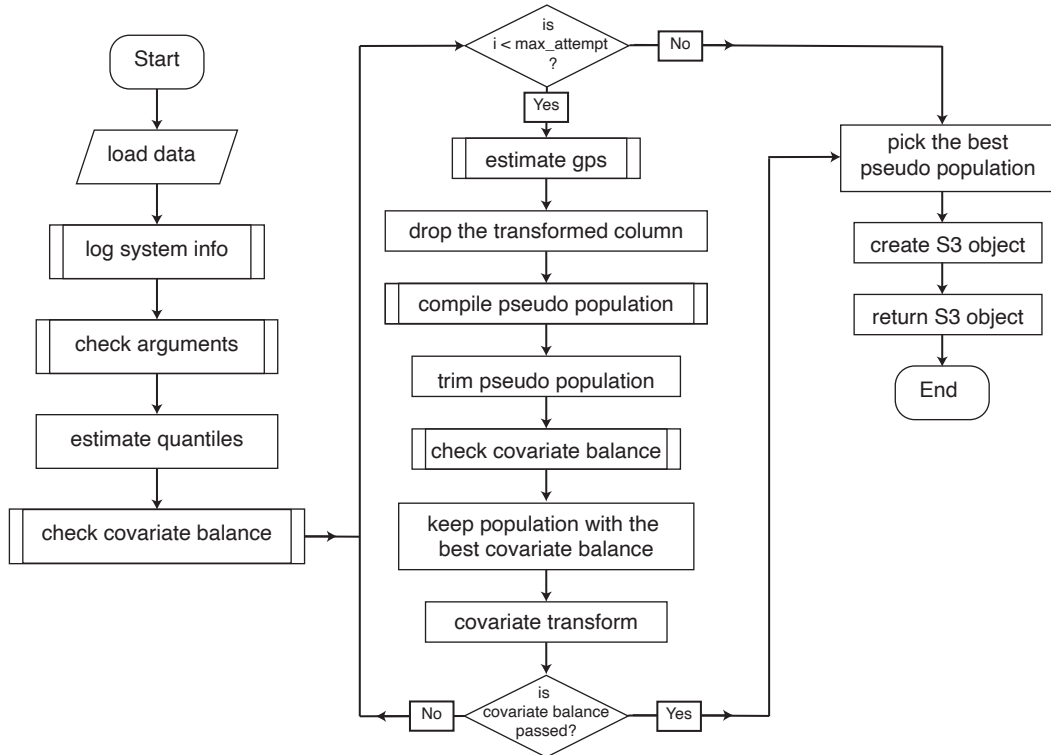 Start
load data
log system info
check arguments
estimate quantiles
check covariate balance
is
i < max_attempt
?
No
Yes
estimate gps
drop the transformed column
compile pseudo population
trim pseudo population
check covariate balance
keep population with the
best covariate balance
covariate transform
is
covariate balance
passed?
No
Yes
pick the best
pseudo population
create S3 object
return S3 object
End